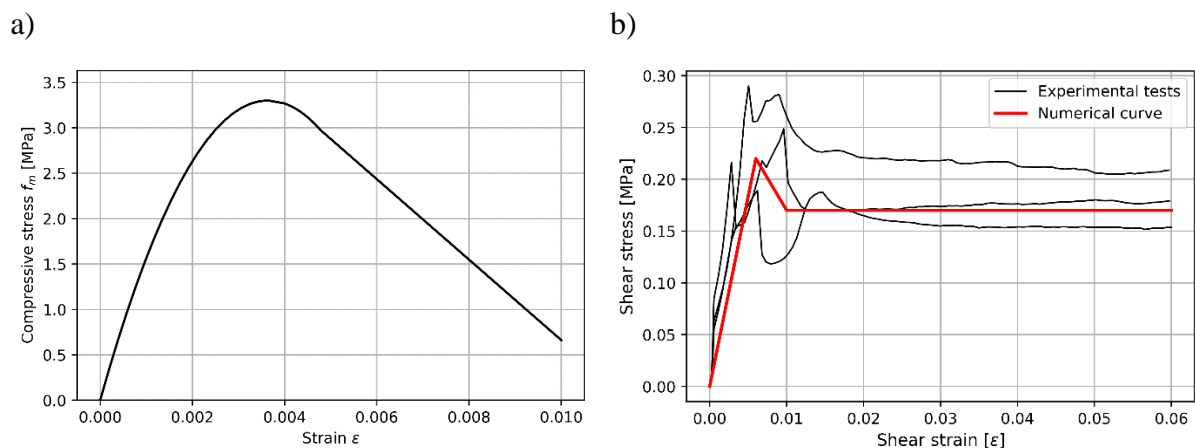 a)
Compressive stress f_m [MPa]
3.5
3.0
2.5
2.0
1.5
1.0
0.5
0.0
0.000 0.002 0.004 0.006 0.008 0.010
Strain ε
b)
Shear stress [MPa]
0.30
0.25
0.20
0.15
0.10
0.05
0.00
Experimental tests
Numerical curve
0.00 0.01 0.02 0.03 0.04 0.05 0.06
Shear strain [ε]